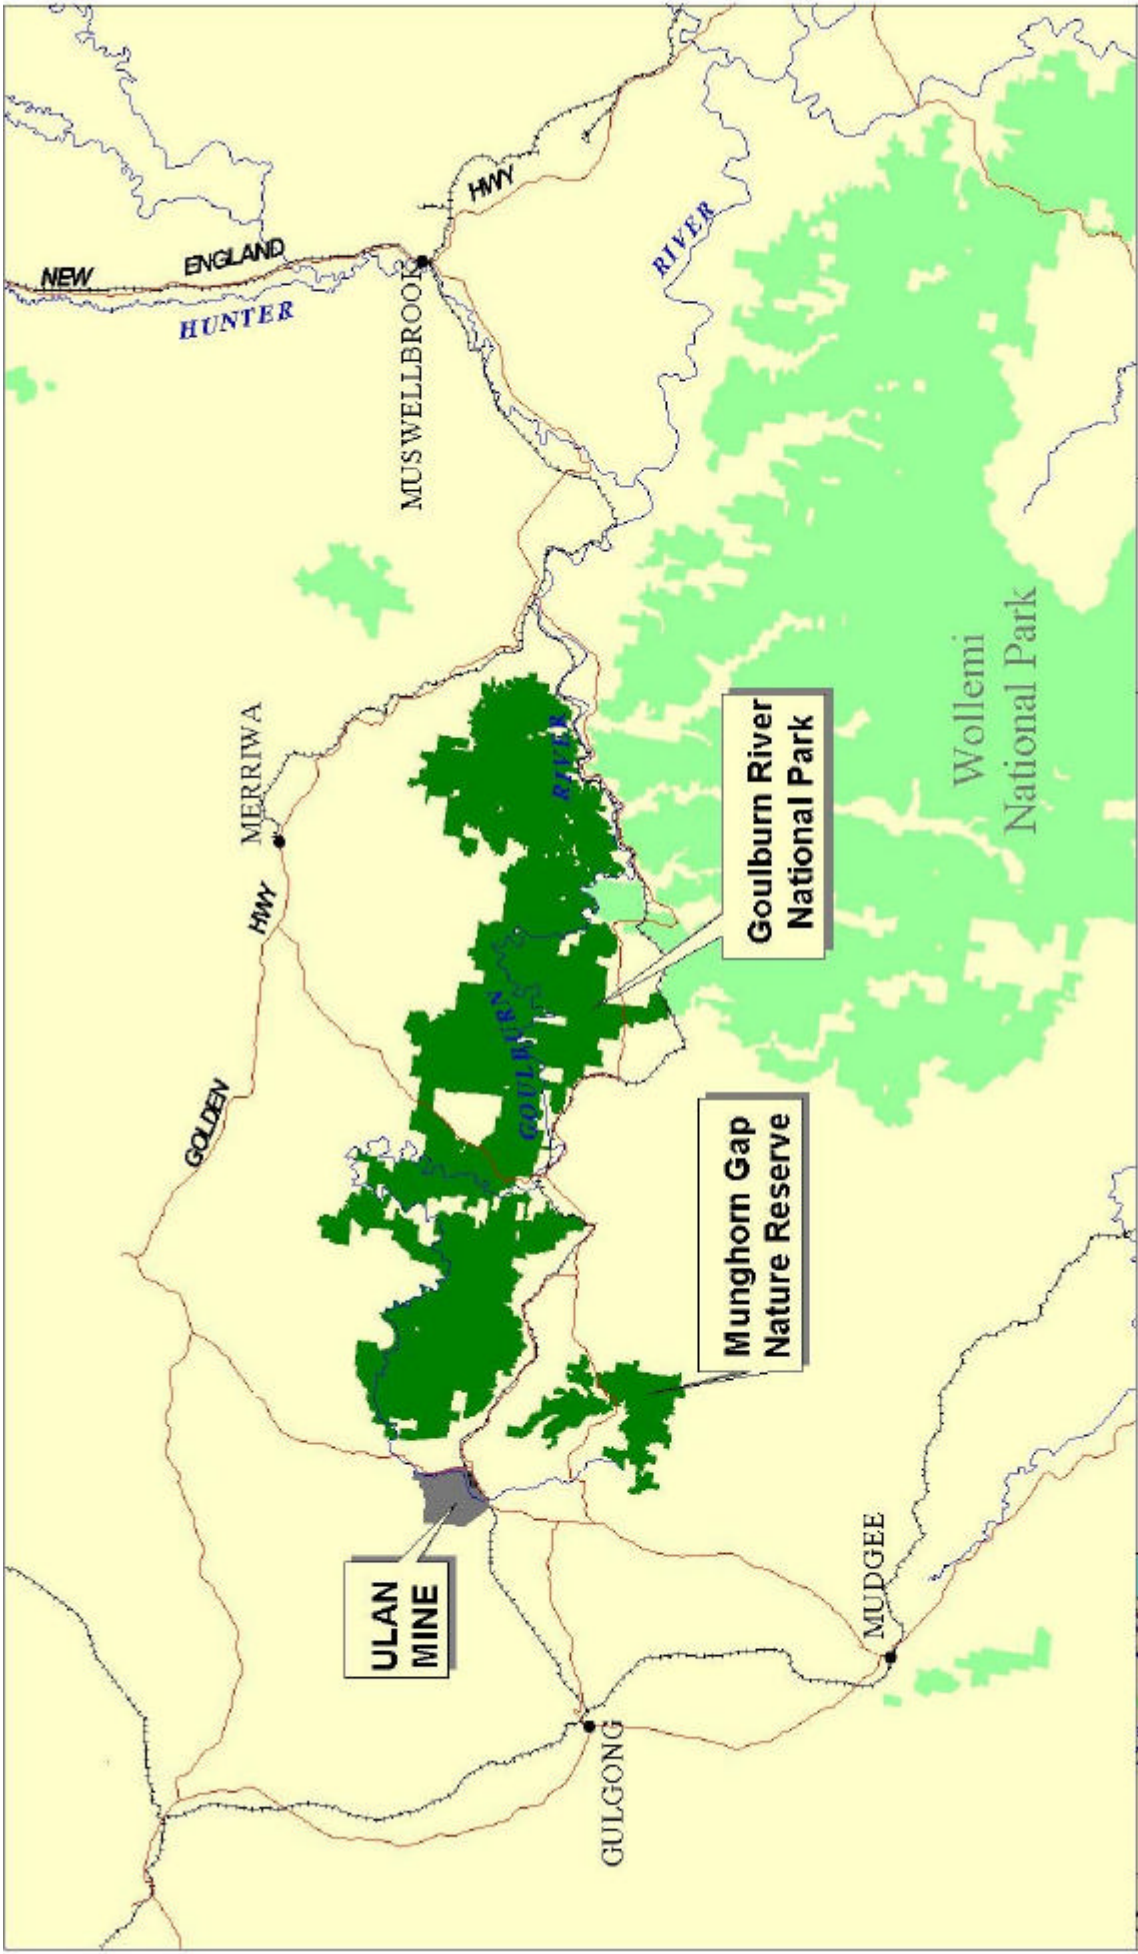 NEW
ENGLAND
HWY
HUNTER
RIVER
MUSWELLBROOK
MERRIWA
GOLDEN
HWY
GOULBURN
RIVER
Goulburn River
National Park
Wollemi
National Park
Munghorn Gap
Nature Reserve
ULAN
MINE
MUDGEE
GULGONG